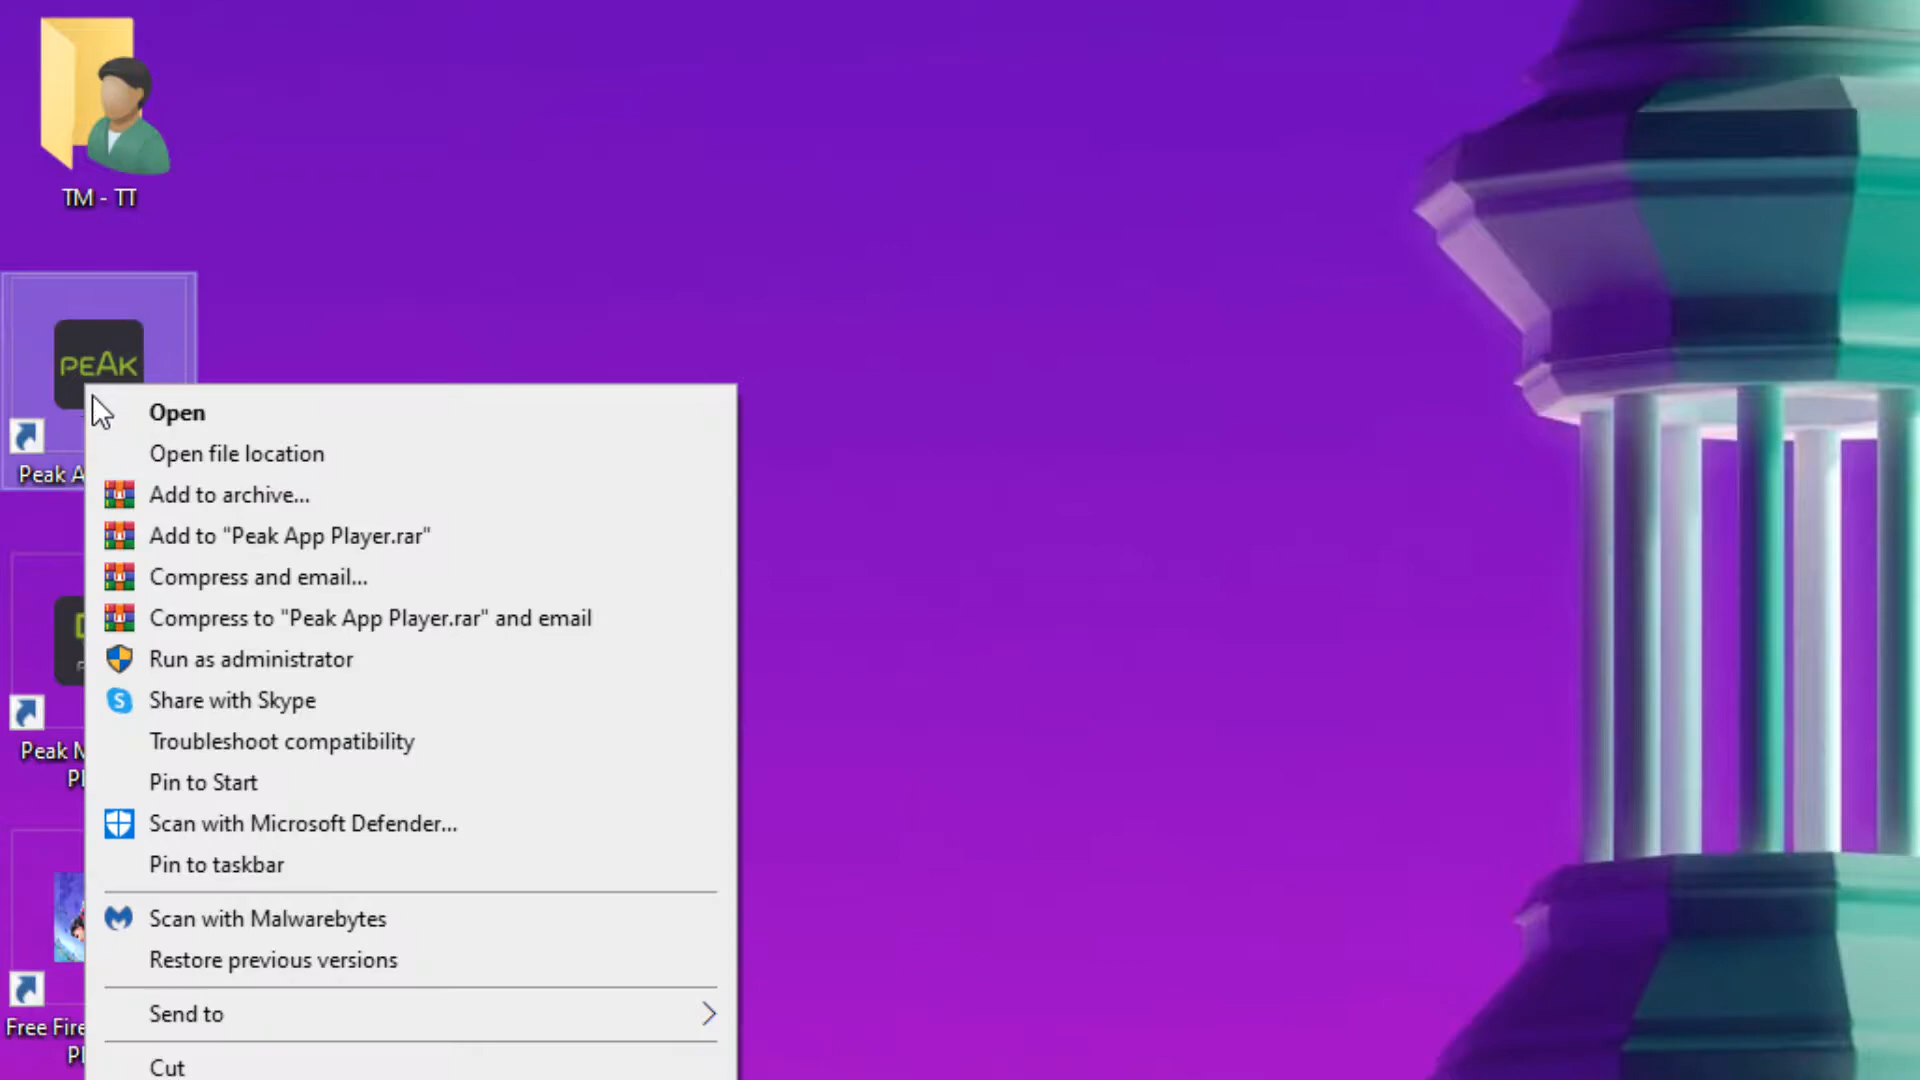 TM - TT
PEAK
Peak A
Open
Open file location
Add to archive...
Add to "Peak App Player.rar"
Compress and email...
Compress to "Peak App Player.rar" and email
Run as administrator
Share with Skype
Troubleshoot compatibility
Pin to Start
Scan with Microsoft Defender...
Pin to taskbar
Scan with Malwarebytes
Restore previous versions
Send to
Cut
Peak M
Pl
Free Fire
Pl